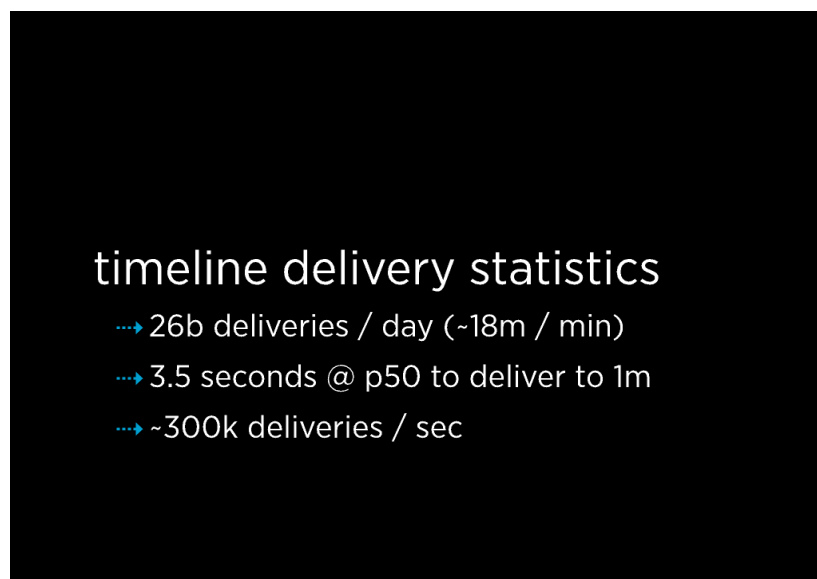 timeline delivery statistics
26b deliveries / day (~18m / min)
3.5 seconds @ p50 to deliver to 1m
~300k deliveries / sec